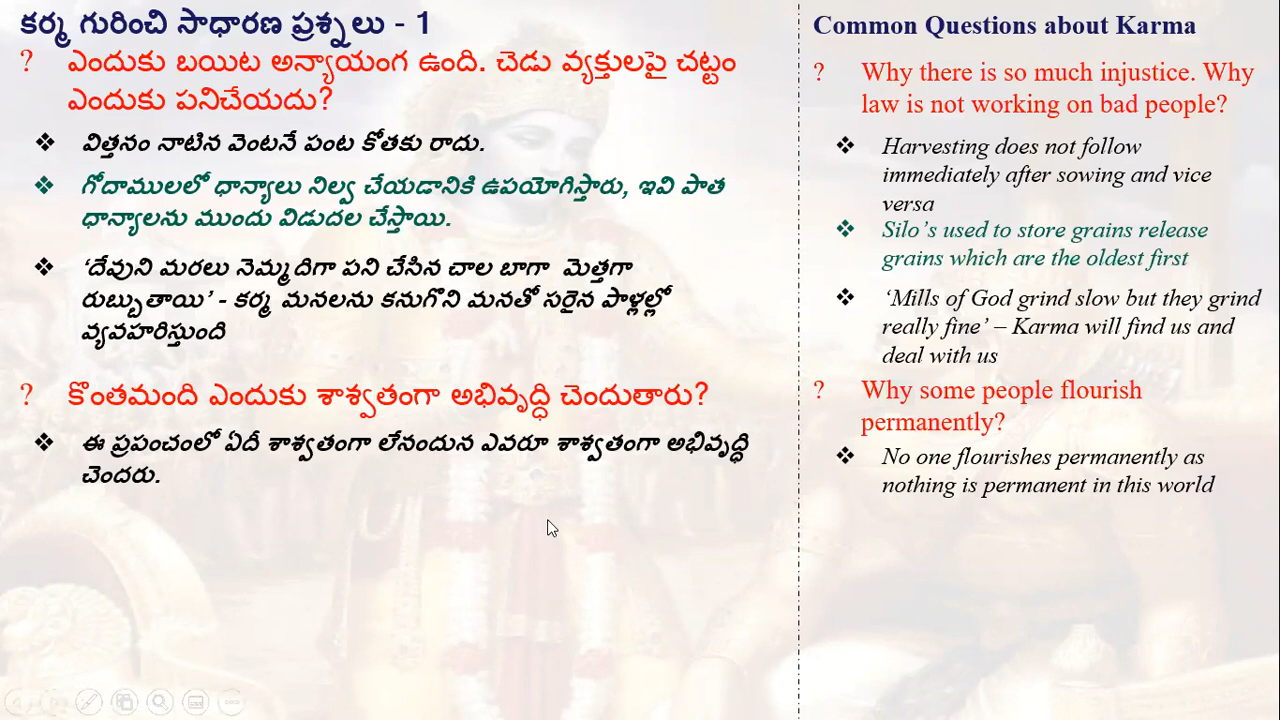 కర్మ గురించి సాధారణ ప్రశ్నలు - 1
? ఎందుకు బయిట అన్యాయంగ ఉంది. చెడు వ్యక్తులపై చట్టం
ఎందుకు పనిచేయదు?
❖ విత్తనం నాటిన వెంటనే పంట కోతకు రాదు.
❖ గోదాములలో ధాన్యాలు నిల్వ చేయడానికి ఉపయోగిస్తారు, ఇవి పాత
ధాన్యాలను ముందు విడుదల చేస్తాయి.
❖ ‘దేవుని మరలు నెమ్మదిగా పని చేసిన చాల బాగా మెత్తగా
రుబ్బుతాయి’ - కర్మ మనలను కనుగొని మనతో సరైన పాళ్లల్లో
వ్యవహరిస్తుంది
? కొంతమంది ఎందుకు శాశ్వతంగా అభివృద్ధి చెందుతారు?
❖ ఈ ప్రపంచంలో ఏదీ శాశ్వతంగా లేనందున ఎవరూ శాశ్వతంగా అభివృద్ధి
చెందరు.
Common Questions about Karma
? Why there is so much injustice. Why
law is not working on bad people?
❖ Harvesting does not follow
immediately after sowing and vice
versa
❖ Silo’s used to store grains release
grains which are the oldest first
❖ ‘Mills of God grind slow but they grind
really fine’ – Karma will find us and
deal with us
? Why some people flourish
permanently?
❖ No one flourishes permanently as
nothing is permanent in this world